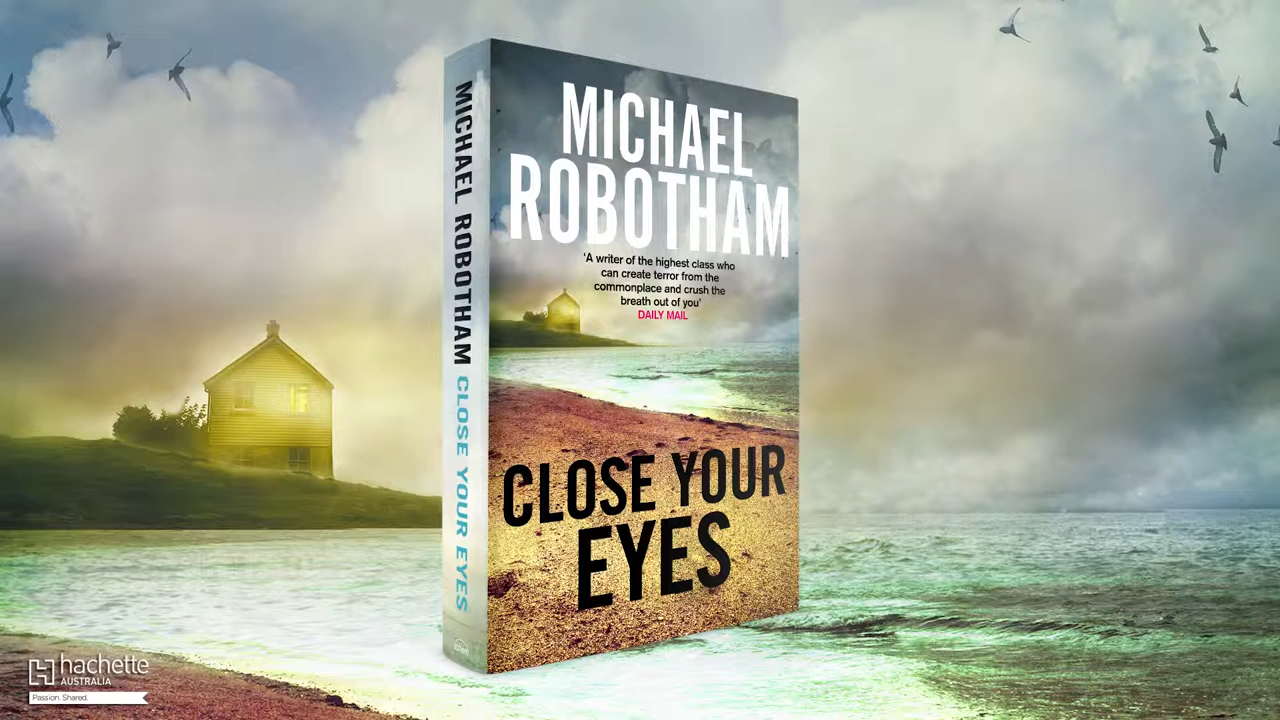 MICHAEL ROBOTHAM CLOSE YOUR EYES
MICHAEL
ROBOTHAM
'A writer of the highest class who
can create terror from the
commonplace and crush the
breath out of you'
DAILY MAIL
CLOSE YOUR
EYES
hachette
AUSTRALIA
Passion. Shared.